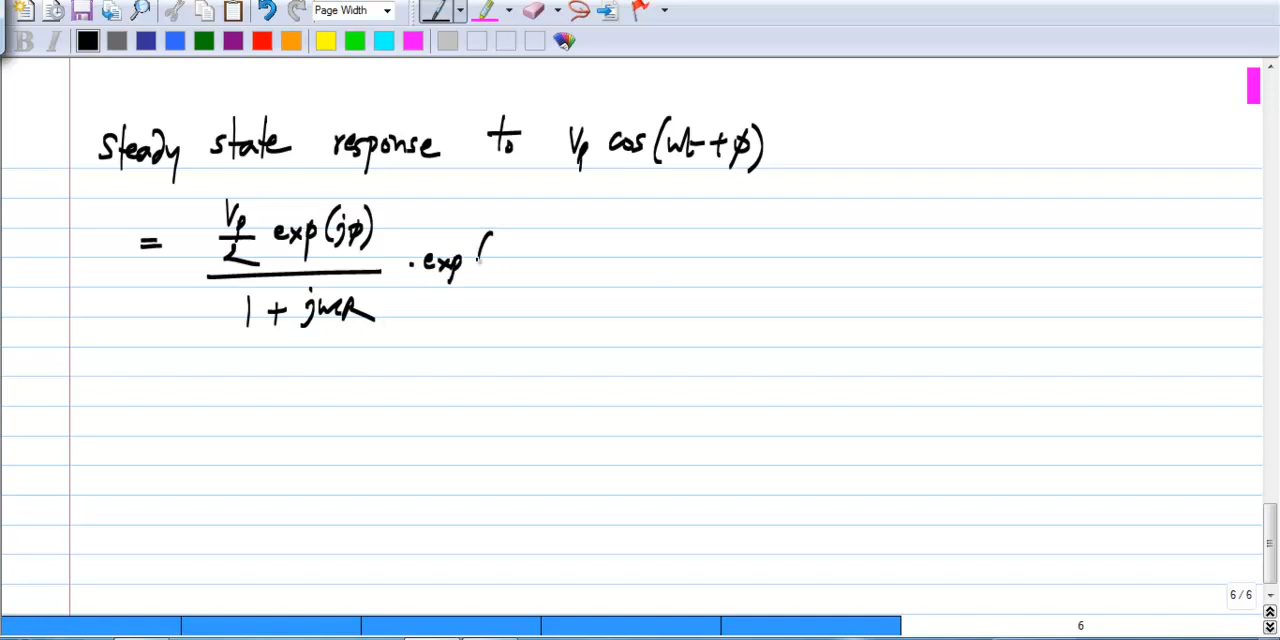 Page Width
B I
Steady state response to Vp cos(ωt + φ)
= Vp/2 exp(jφ) / 1 + jωCR · exp(
6/6
6